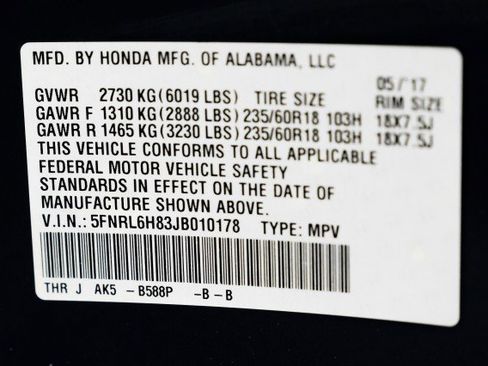 MFD. BY HONDA MFG. OF ALABAMA, LLC
05/17
GVWR 2730 KG(6019 LBS) TIRE SIZE RIM SIZE
GAWR F 1310 KG(2888 LBS) 235/60R18 103H 18X7.5J
GAWR R 1465 KG(3230 LBS) 235/60R18 103H 18X7.5J
THIS VEHICLE CONFORMS TO ALL APPLICABLE
FEDERAL MOTOR VEHICLE SAFETY
STANDARDS IN EFFECT ON THE DATE OF
MANUFACTURE SHOWN ABOVE.
V.I.N.: 5FNRL6H83JB010178 TYPE: MPV
THR J AK5 -B588P -B-B